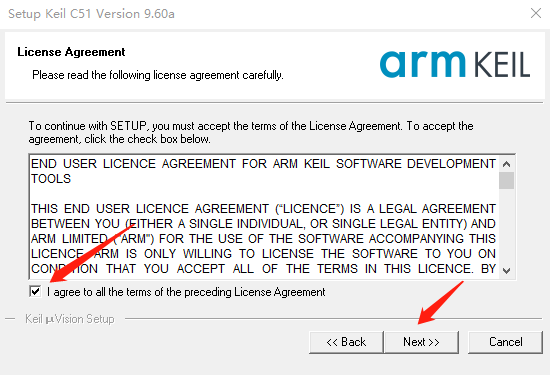 Setup Keil C51 Version 9.60a
License Agreement
Please read the following license agreement carefully.
arm KEIL
To continue with SETUP, you must accept the terms of the License Agreement. To accept the
agreement, click the check box below.
END USER LICENCE AGREEMENT FOR ARM KEIL SOFTWARE DEVELOPMENT
TOOLS
THIS END USER LICENCE AGREEMENT (“LICENCE”) IS A LEGAL AGREEMENT
BETWEEN YOU (EITHER A SINGLE INDIVIDUAL, OR SINGLE LEGAL ENTITY) AND
ARM LIMITED ("ARM") FOR THE USE OF THE SOFTWARE ACCOMPANYING THIS
LICENCE. ARM IS ONLY WILLING TO LICENSE THE SOFTWARE TO YOU ON
CONDITION THAT YOU ACCEPT ALL OF THE TERMS IN THIS LICENCE. BY
I agree to all the terms of the preceding License Agreement
Keil µVision Setup
<< Back
Next >>
Cancel